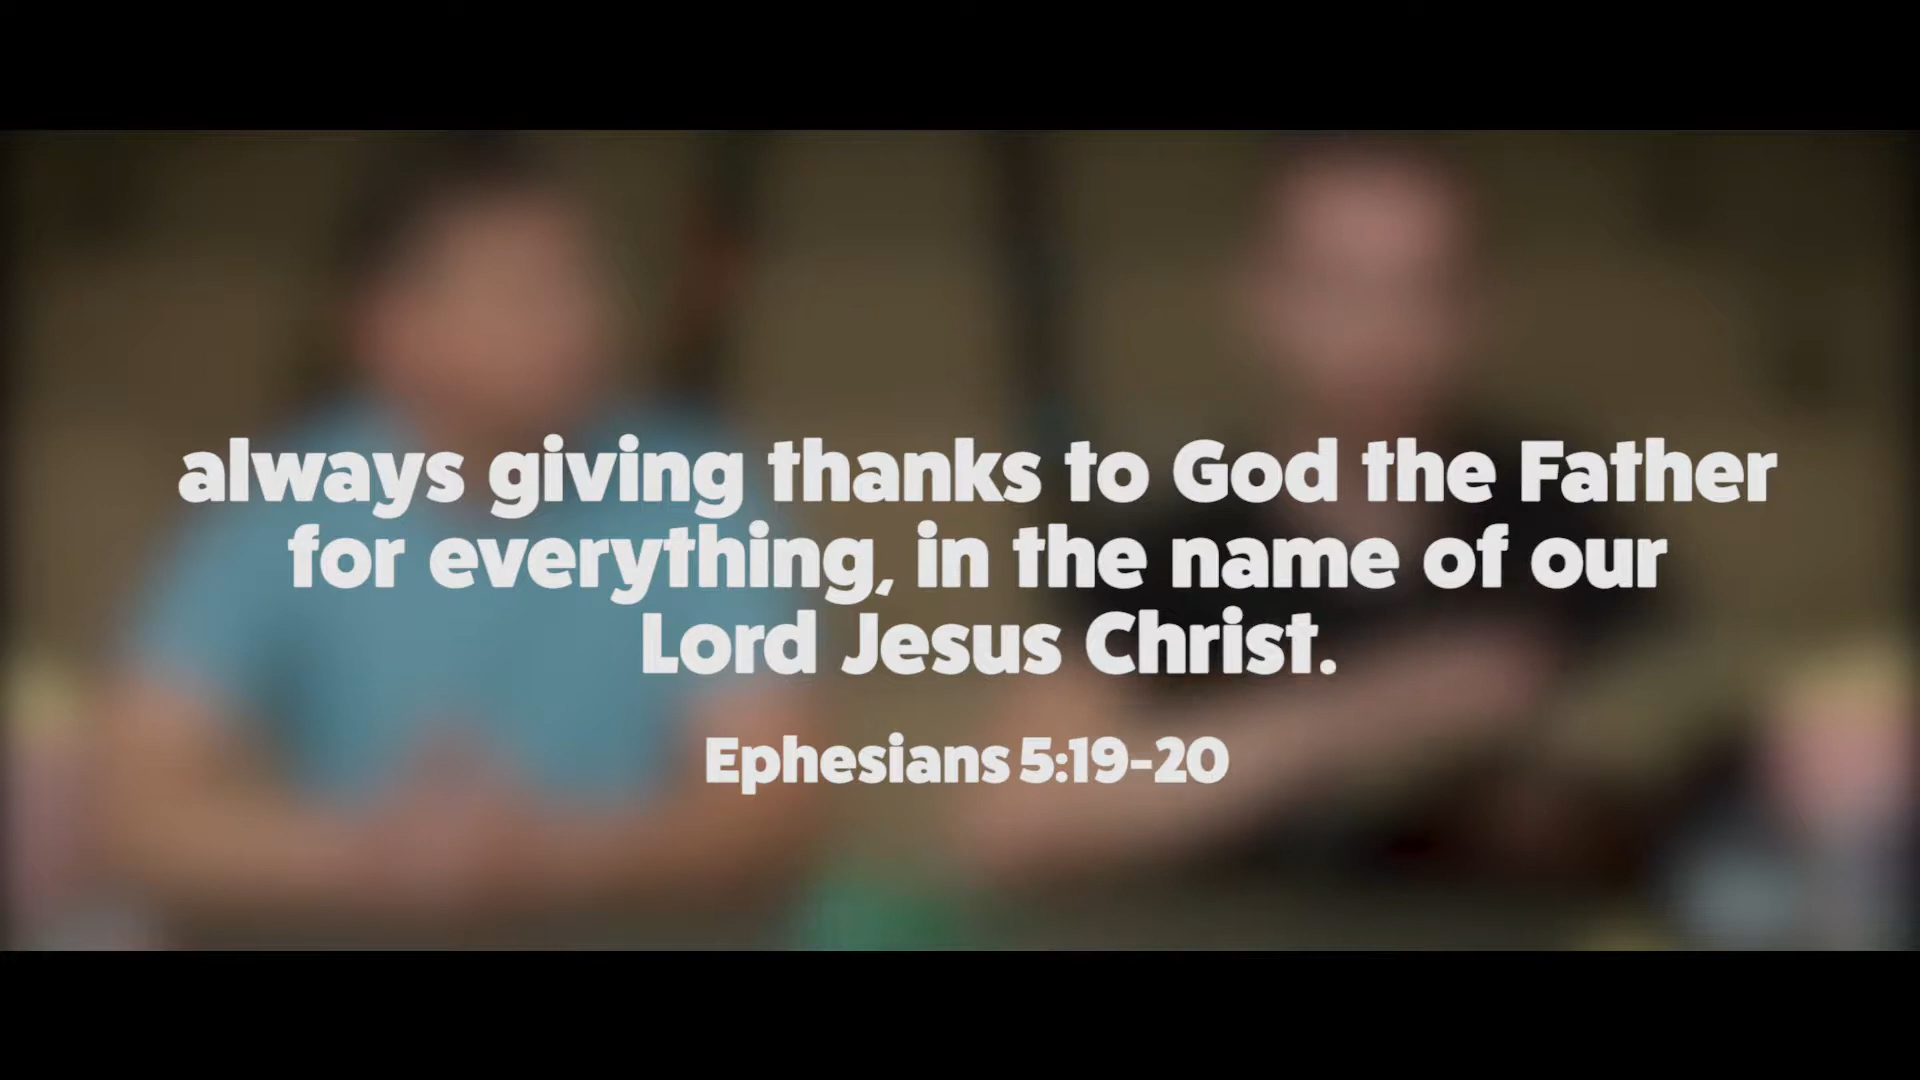 always giving thanks to God the Father
for everything, in the name of our
Lord Jesus Christ.
Ephesians 5:19-20